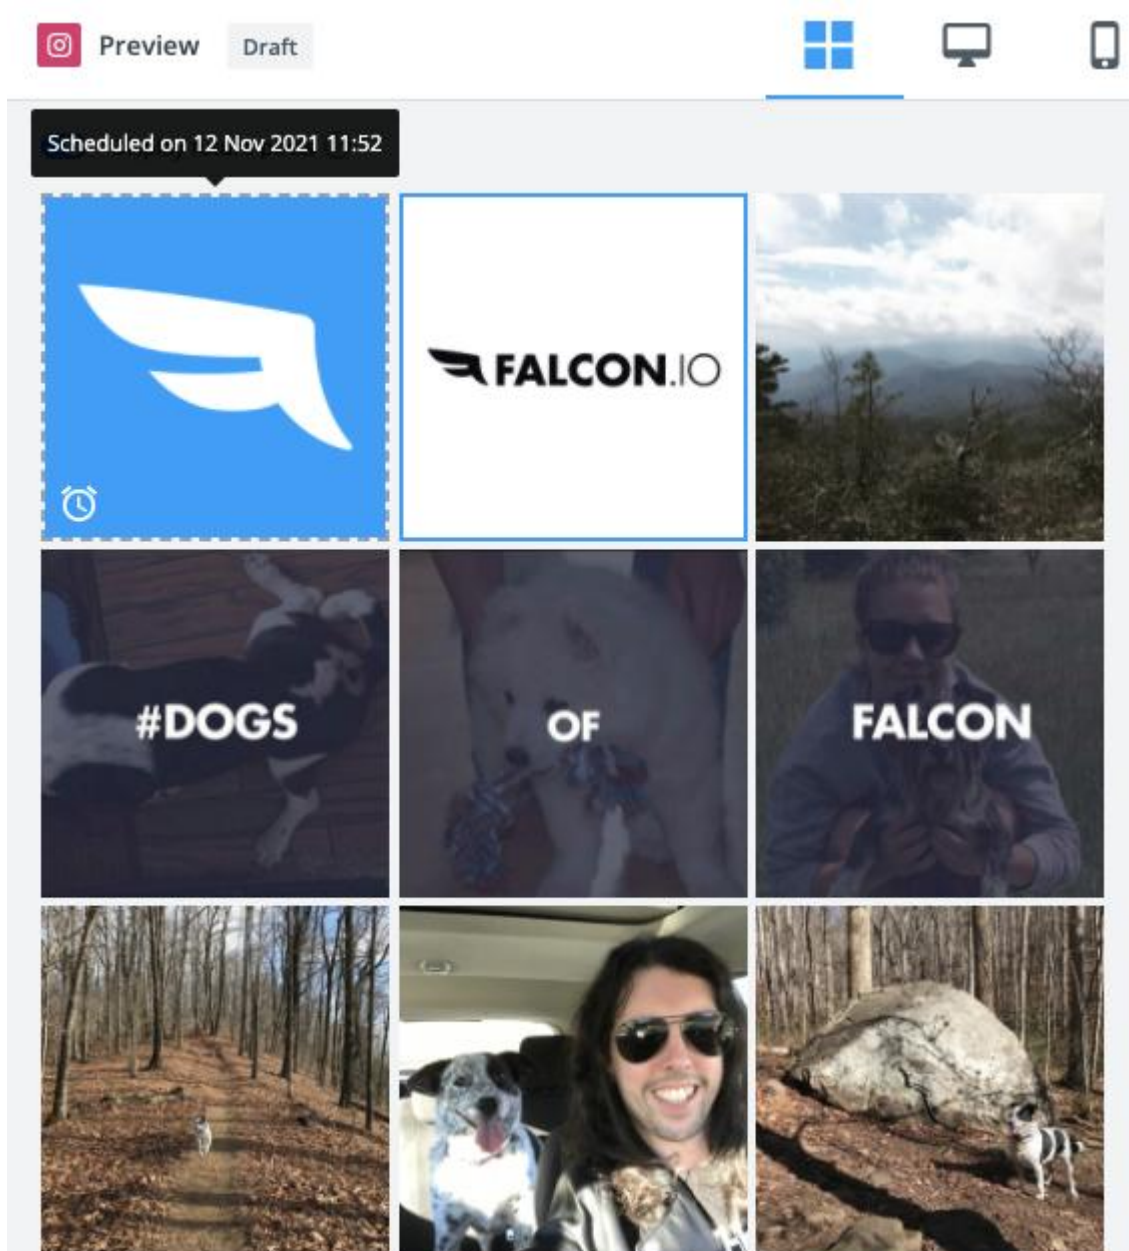 Preview
Draft
Scheduled on 12 Nov 2021 11:52
FALCON.IO
#DOGS
OF
FALCON